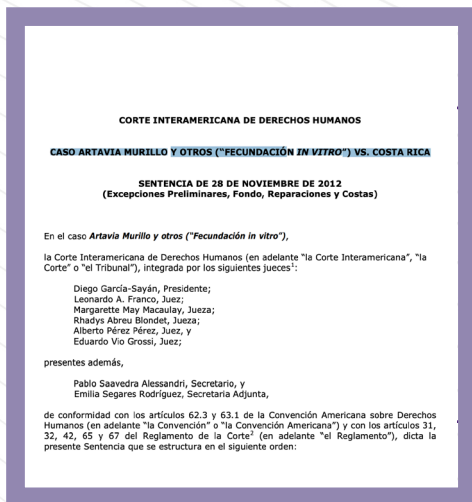 CORTE INTERAMERICANA DE DERECHOS HUMANOS
CASO ARTAVIA MURILLO Y OTROS ("FECUNDACIÓN IN VITRO") VS. COSTA RICA
SENTENCIA DE 28 DE NOVIEMBRE DE 2012
(Excepciones Preliminares, Fondo, Reparaciones y Costas)
En el caso Artavia Murillo y otros ("Fecundación in vitro"),
la Corte Interamericana de Derechos Humanos (en adelante "la Corte Interamericana", "la
Corte" o "el Tribunal"), integrada por los siguientes jueces1:
Diego García-Sayán, Presidente;
Leonardo A. Franco, Juez;
Margarette May Macaulay, Jueza;
Rhadys Abreu Blondet, Jueza;
Alberto Pérez Pérez, Juez, y
Eduardo Vio Grossi, Juez;
presentes además,
Pablo Saavedra Alessandri, Secretario, y
Emilia Segares Rodríguez, Secretaria Adjunta,
de conformidad con los artículos 62.3 y 63.1 de la Convención Americana sobre Derechos
Humanos (en adelante "la Convención" o "la Convención Americana") y con los artículos 31,
32, 42, 65 y 67 del Reglamento de la Corte2 (en adelante "el Reglamento"), dicta la
presente Sentencia que se estructura en el siguiente orden: